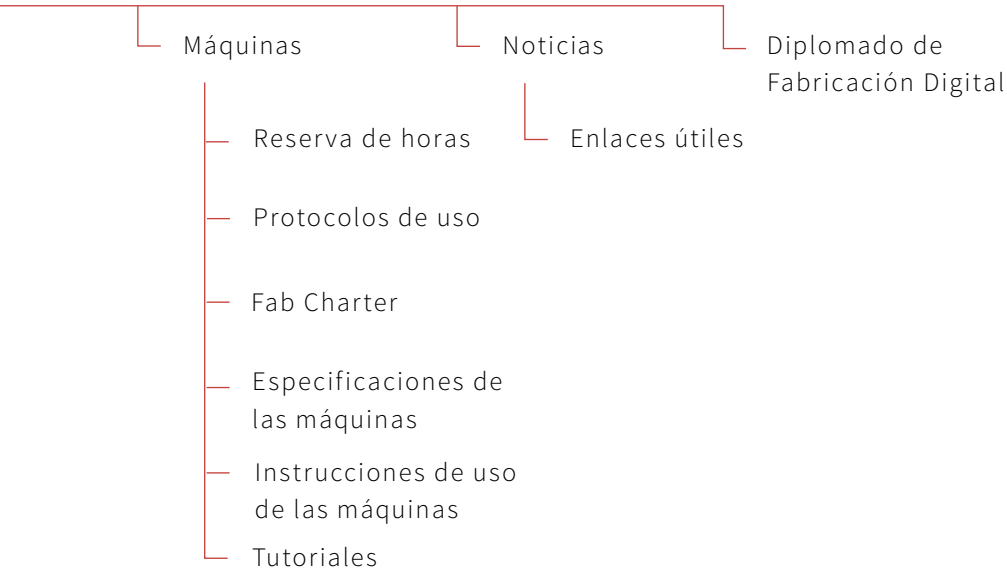 Máquinas
Reserva de horas
Protocolos de uso
Fab Charter
Especificaciones de
las máquinas
Instrucciones de uso
de las máquinas
Tutoriales
Noticias
Enlaces útiles
Diplomado de
Fabricación Digital